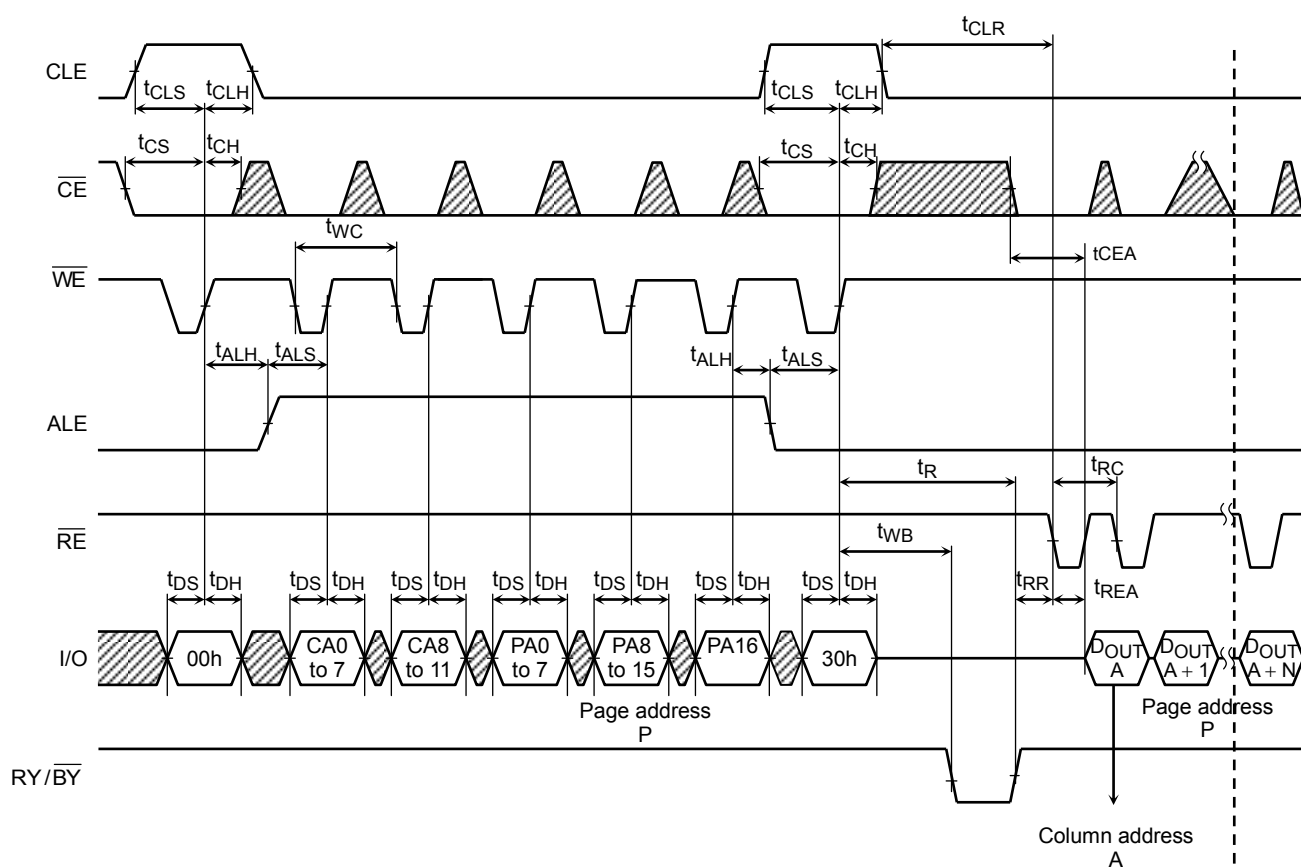 tCLR
CLE
tCLS tCLH tCLS tCLH
tCS tCH tCS tCH
CE
tWC
tCEA
WE
tALH tALS tALH tALS
ALE
tR tRC
RE
tWB
tDS tDH tDS tDH tDS tDH tDS tDH tDS tDH tDS tDH tDS tDH tRR tREA
I/O
00h
CA0
to 7
CA8
to 11
PA0
to 7
PA8
to 15
PA16
30h
DOUT
A
DOUT
A + 1
DOUT
A + N
Page address
P
Page address
P
RY/BY
Column address
A